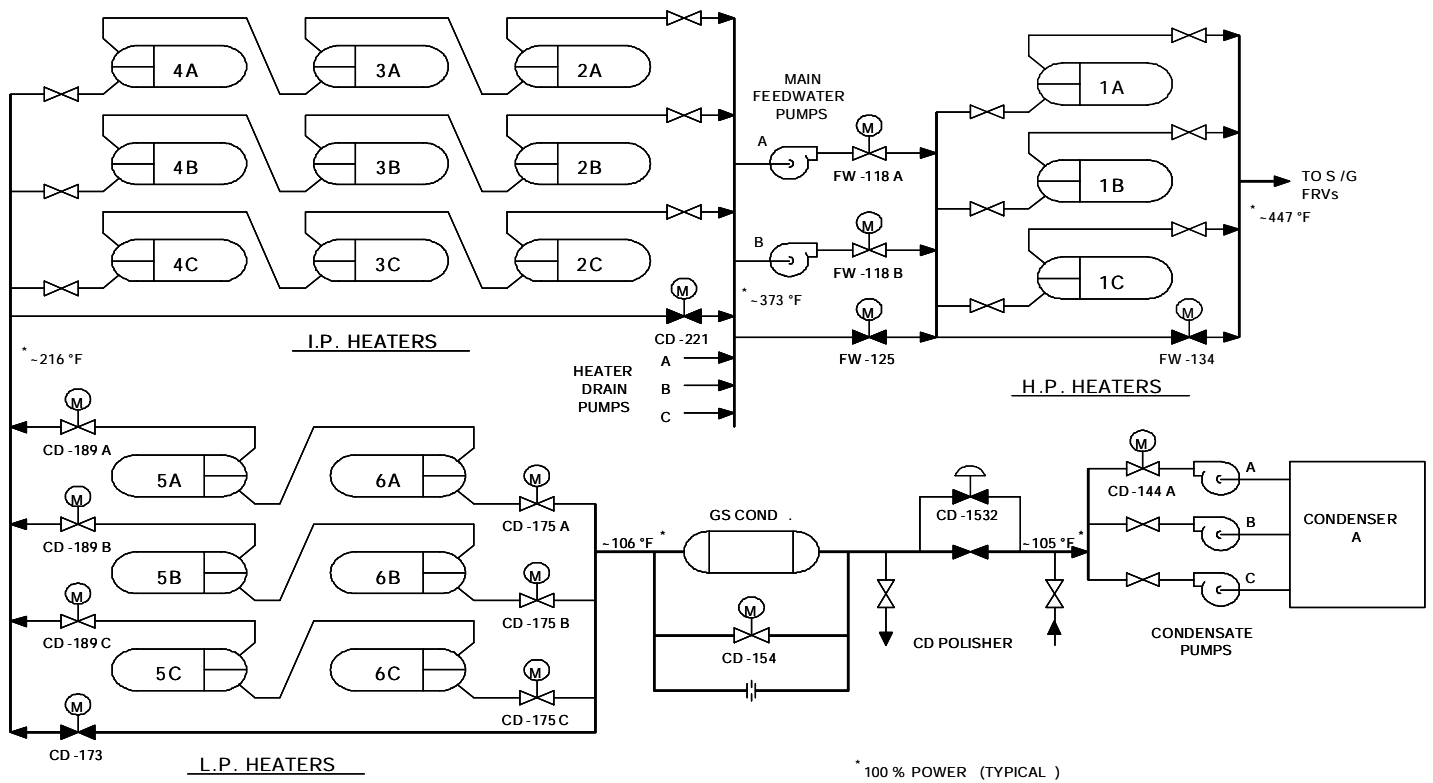 4A
3A
2A
4B
3B
2B
4C
3C
2C
I.P. HEATERS
M
CD-221
MAIN
FEEDWATER
PUMPS
A
M
FW-118 A
B
M
FW-118 B
* ~373 °F
M
FW-125
1A
1B
1C
M
FW-134
H.P. HEATERS
TO S/G
FRVs
* ~447 °F
HEATER
DRAIN
PUMPS
A
B
C
* ~216 °F
M
CD-189 A
M
CD-189 B
M
CD-189 C
M
CD-173
5A
6A
5B
6B
5C
6C
M
CD-175 A
M
CD-175 B
M
CD-175 C
L.P. HEATERS
~106 °F *
GS COND.
M
CD-154
CD-1532
CD POLISHER
~105 °F *
M
CD-144 A
A
B
C
CONDENSATE
PUMPS
CONDENSER
A
* 100 % POWER (TYPICAL)